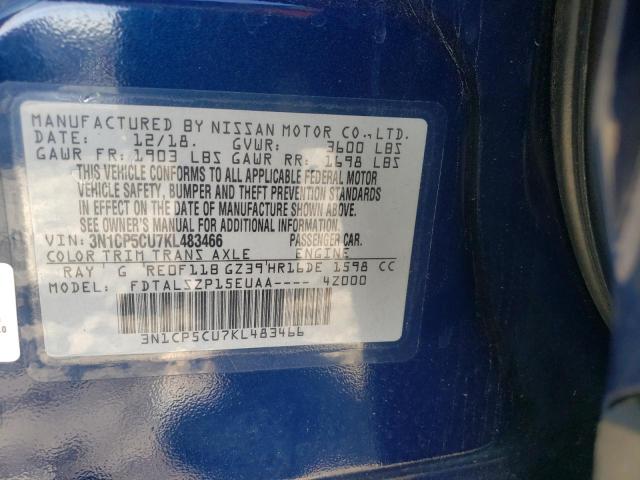 MANUFACTURED BY NISSAN MOTOR CO., LTD.
DATE: 12/18. GVWR: 3600 LBS
GAWR FR: 1903 LBS GAWR RR: 1698 LBS
THIS VEHICLE CONFORMS TO ALL APPLICABLE FEDERAL MOTOR
VEHICLE SAFETY, BUMPER AND THEFT PREVENTION STANDARDS
IN EFFECT ON THE DATE OF MANUFACTURE SHOWN ABOVE.
SEE OWNER'S MANUAL FOR ADDITIONAL INFORMATION
VIN: 3N1CP5CU7KL483466 PASSENGER CAR.
COLOR TRIM TRANS AXLE ENGINE
RAY G RE0F11B GZ39 HR16DE 1598 CC
MODEL: FDTALSZP15EUAA---- 42000
3N1CP5CU7KL483466